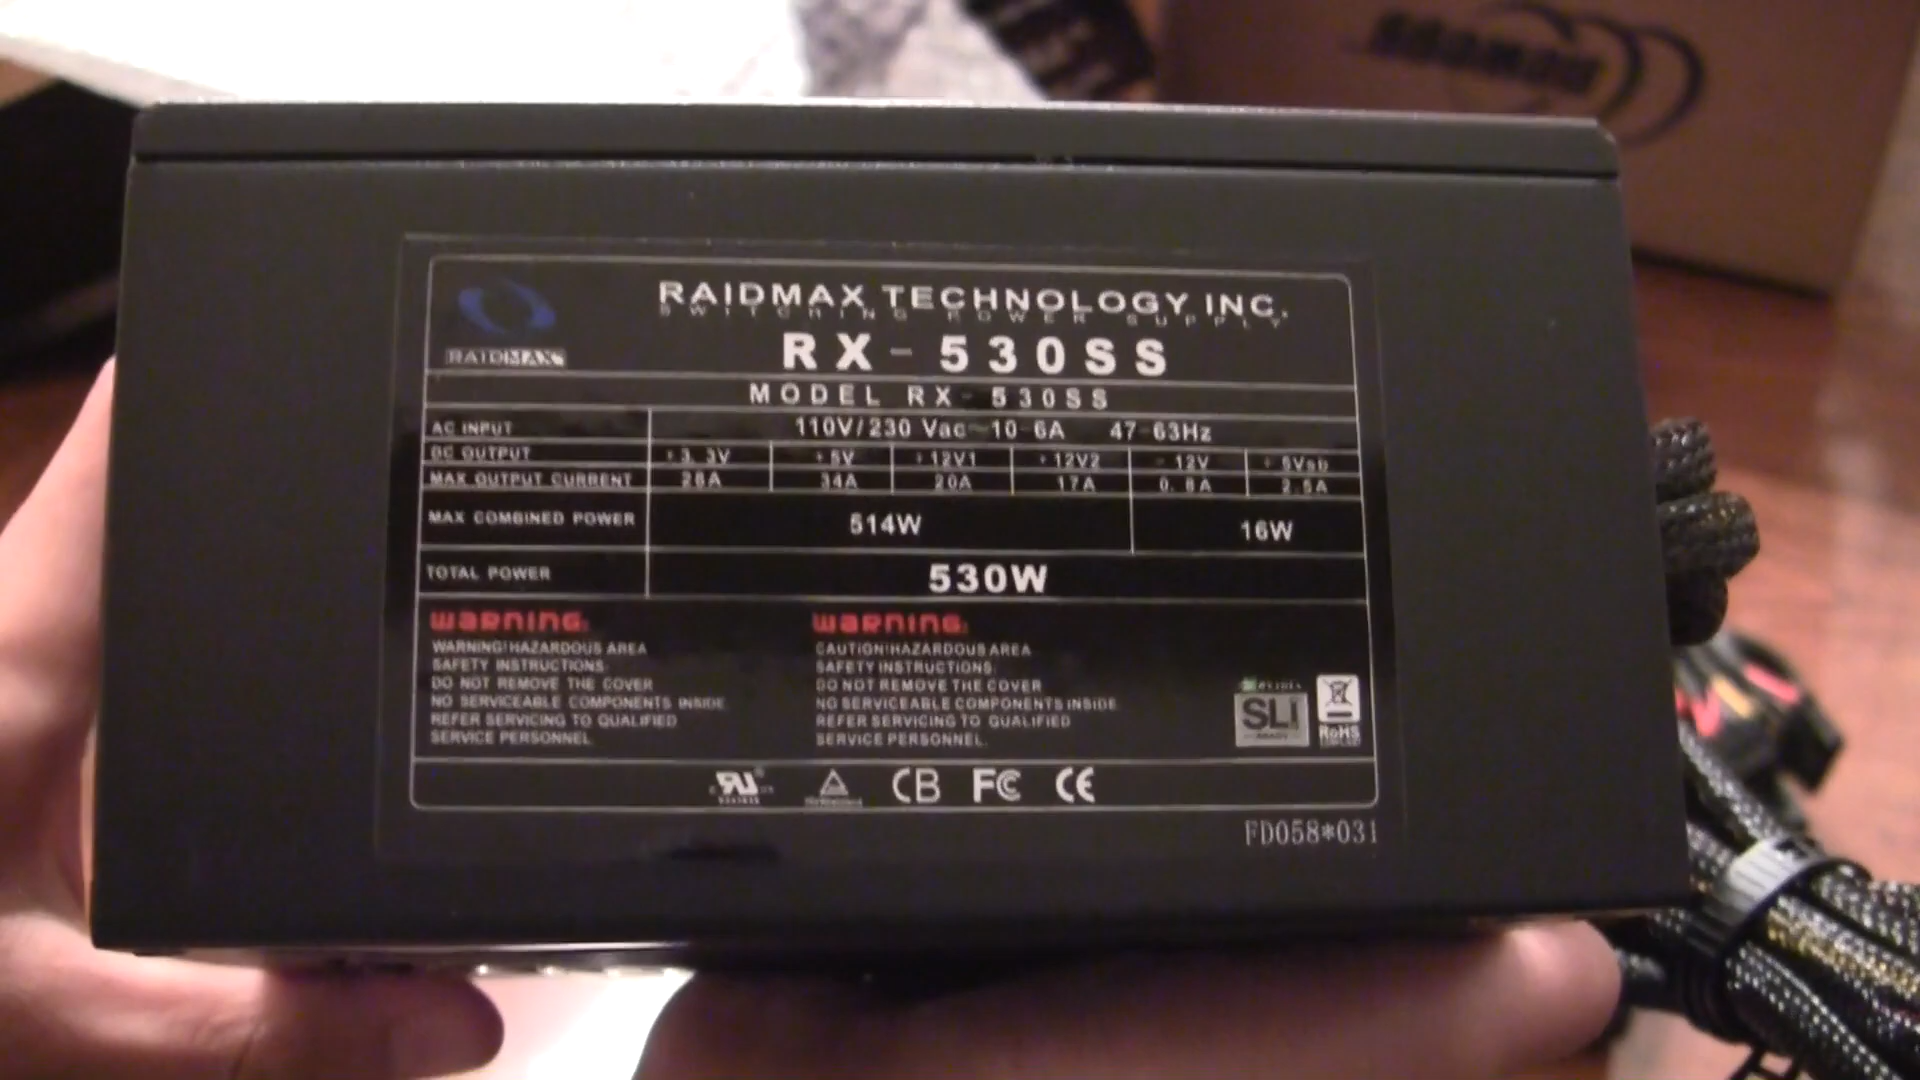 RAIDMAX TECHNOLOGY INC.
SWITCHING POWER SUPPLY
RAIDMAX
RX-530SS
MODEL RX-530SS
AC INPUT 110V/230 Vac~10-6A 47-63Hz
DC OUTPUT +3.3V +5V +12V1 +12V2 -12V +5Vsb
MAX OUTPUT CURRENT 34A 20A 17A 0.8A 2.5A
MAX COMBINED POWER 514W 16W
TOTAL POWER 530W
WARNING: WARNING:
WARNING!HAZARDOUS AREA CAUTION!HAZARDOUS AREA
SAFETY INSTRUCTIONS: SAFETY INSTRUCTIONS:
DO NOT REMOVE THE COVER DO NOT REMOVE THE COVER
NO SERVICEABLE COMPONENTS INSIDE. NO SERVICEABLE COMPONENTS INSIDE.
REFER SERVICING TO QUALIFIED REFER SERVICING TO QUALIFIED
SERVICE PERSONNEL. SERVICE PERSONNEL.
NVIDIA
SLI
READY
RoHS
COMPLIANT
CB FC CE
FD058*031